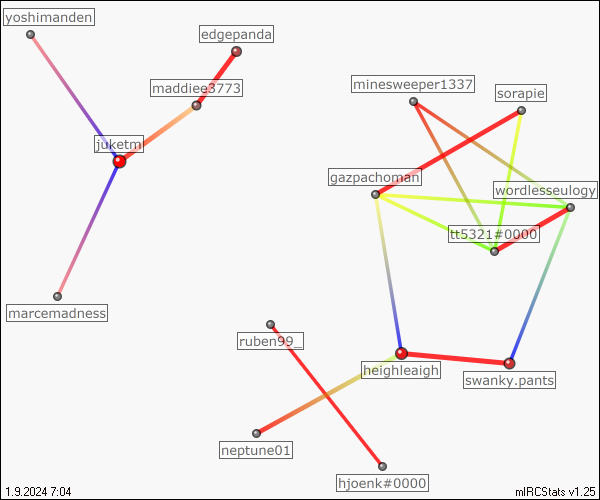 yoshimanden
edgepanda
minesweeper1337
maddiee3773
sorapie
juketm
gazpachoman
wordlesseulogy
tt5321#0000
marcemadness
ruben99_
heighleaigh
swanky.pants
neptune01
hjoenk#0000
1.9.2024 7:04
mIRCStats v1.25